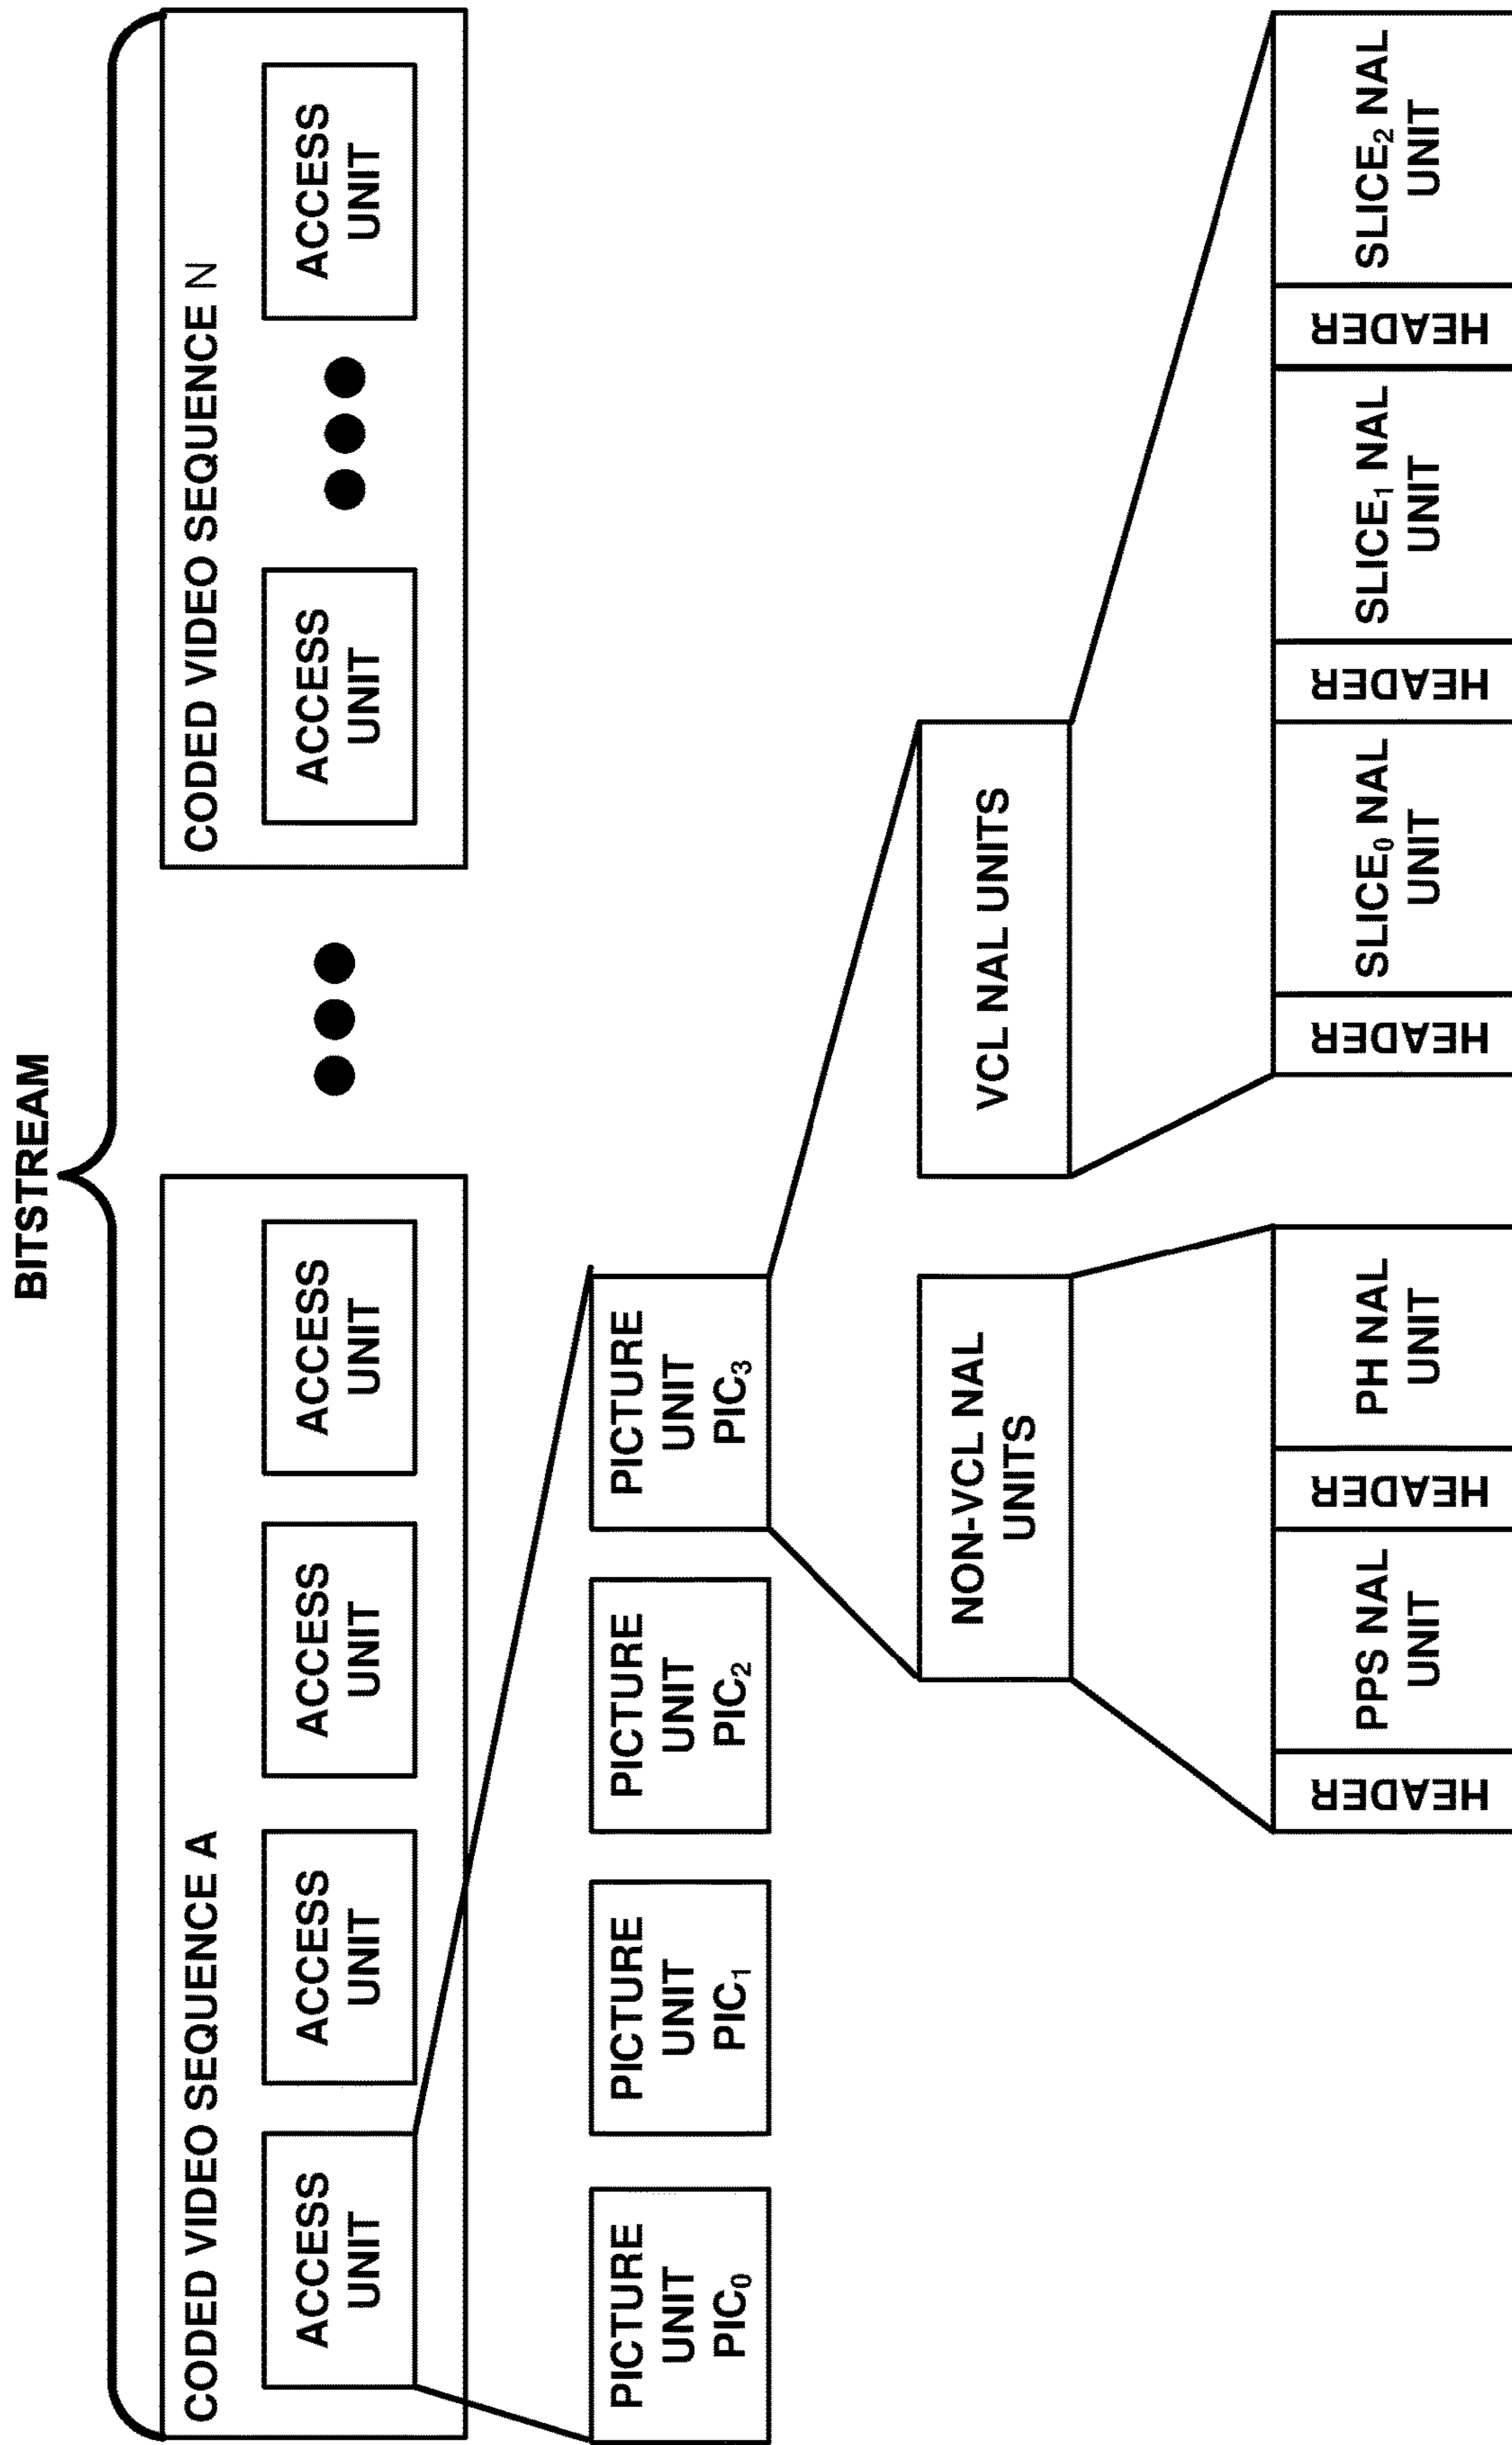 BITSTREAM
CODED VIDEO SEQUENCE A
ACCESS
UNIT
ACCESS
UNIT
ACCESS
UNIT
ACCESS
UNIT
CODED VIDEO SEQUENCE N
ACCESS
UNIT
ACCESS
UNIT
PICTURE
UNIT
PIC₀
PICTURE
UNIT
PIC₁
PICTURE
UNIT
PIC₂
PICTURE
UNIT
PIC₃
NON-VCL NAL
UNITS
VCL NAL UNITS
HEADER
PPS NAL
UNIT
HEADER
PH NAL
UNIT
HEADER
SLICE₀ NAL
UNIT
HEADER
SLICE₁ NAL
UNIT
HEADER
SLICE₂ NAL
UNIT